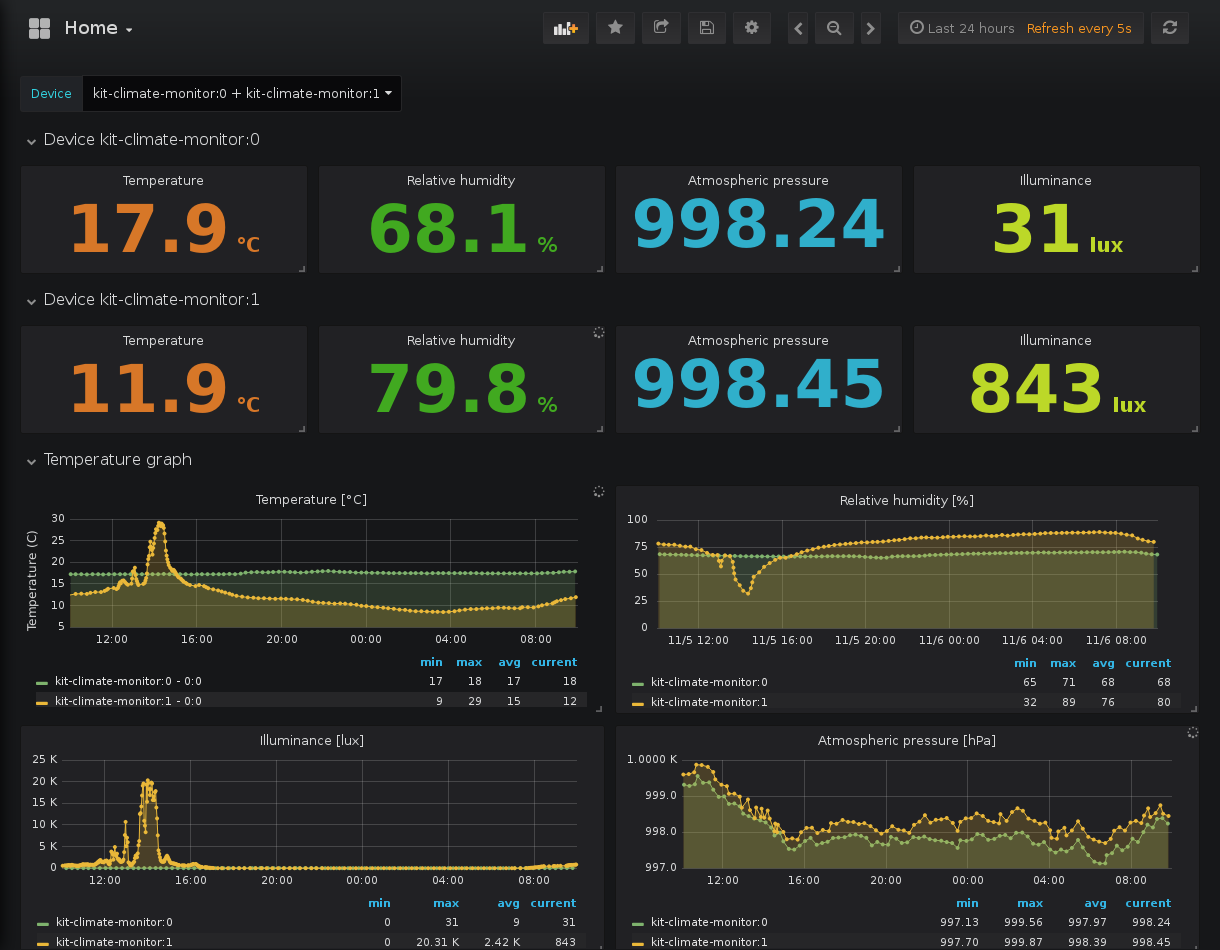 Home
Last 24 hours Refresh every 5s
Device kit-climate-monitor:0 + kit-climate-monitor:1
Device kit-climate-monitor:0
Temperature Relative humidity Atmospheric pressure Illuminance
17.9 °C 68.1 % 998.24 31 lux
Device kit-climate-monitor:1
Temperature Relative humidity Atmospheric pressure Illuminance
11.9 °C 79.8 % 998.45 843 lux
Temperature graph
Temperature [°C]
Temperature (C)
30
25
20
15
10
5
12:00 16:00 20:00 00:00 04:00 08:00
min max avg current
kit-climate-monitor:0 - 0:0 17 18 17 18
kit-climate-monitor:1 - 0:0 9 29 15 12
Relative humidity [%]
100
75
50
25
0
11/5 12:00 11/5 16:00 11/5 20:00 11/6 00:00 11/6 04:00 11/6 08:00
min max avg current
kit-climate-monitor:0 65 71 68 68
kit-climate-monitor:1 32 89 76 80
Illuminance [lux]
25 K
20 K
15 K
10 K
5 K
0
12:00 16:00 20:00 00:00 04:00 08:00
min max avg current
kit-climate-monitor:0 0 31 9 31
kit-climate-monitor:1 0 20.31 K 2.42 K 843
Atmospheric pressure [hPa]
1.0000 K
999.0
998.0
997.0
12:00 16:00 20:00 00:00 04:00 08:00
min max avg current
kit-climate-monitor:0 997.13 999.56 997.97 998.24
kit-climate-monitor:1 997.70 999.87 998.39 998.45